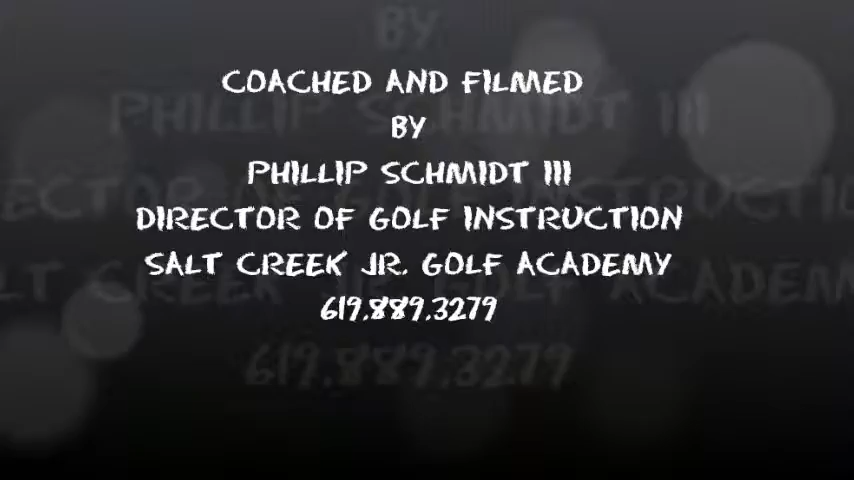 COACHED AND FILMED
BY
PHILLIP SCHMIDT III
DIRECTOR OF GOLF INSTRUCTION
SALT CREEK JR. GOLF ACADEMY
619.889.3279